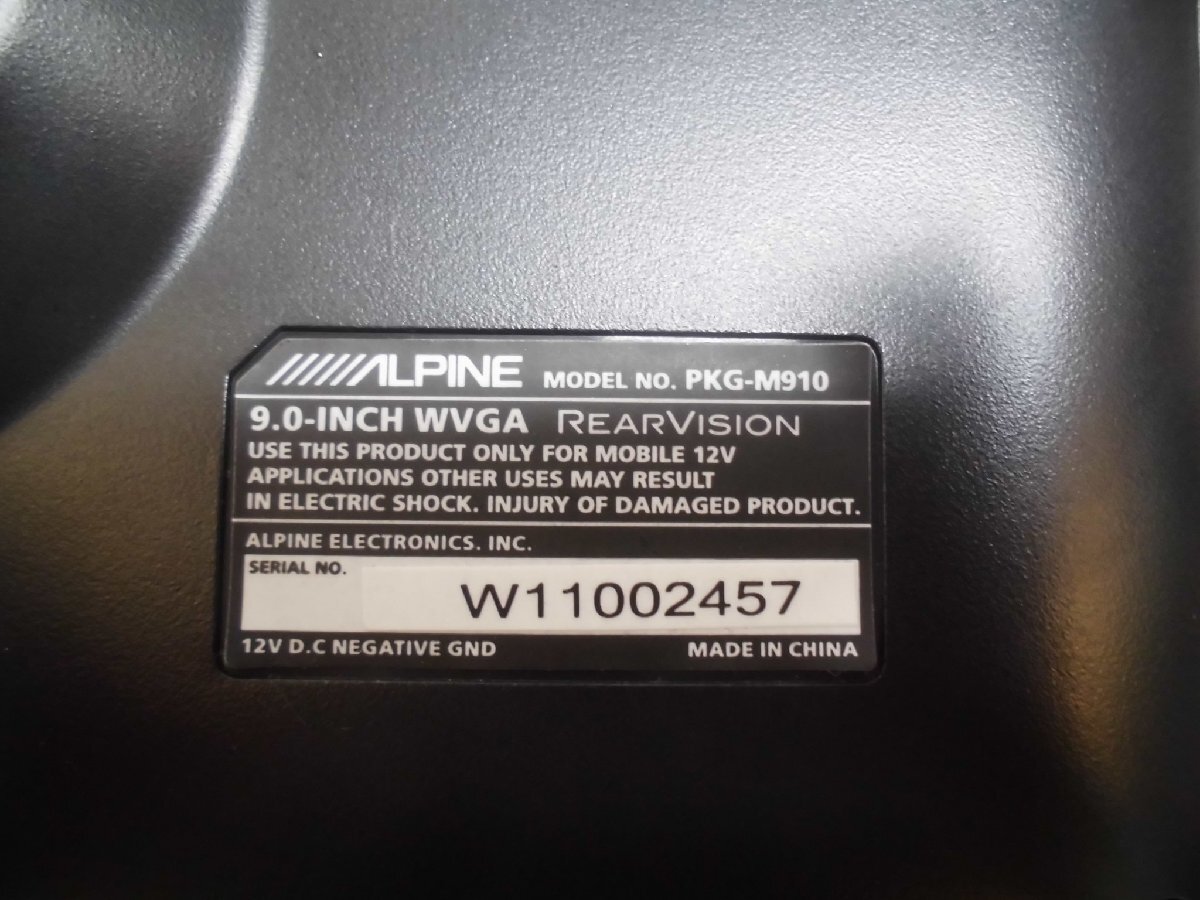 ALPINE MODEL NO. PKG-M910
9.0-INCH WVGA REARVISION
USE THIS PRODUCT ONLY FOR MOBILE 12V
APPLICATIONS OTHER USES MAY RESULT
IN ELECTRIC SHOCK. INJURY OF DAMAGED PRODUCT.
ALPINE ELECTRONICS. INC.
SERIAL NO.
W11002457
12V D.C NEGATIVE GND MADE IN CHINA